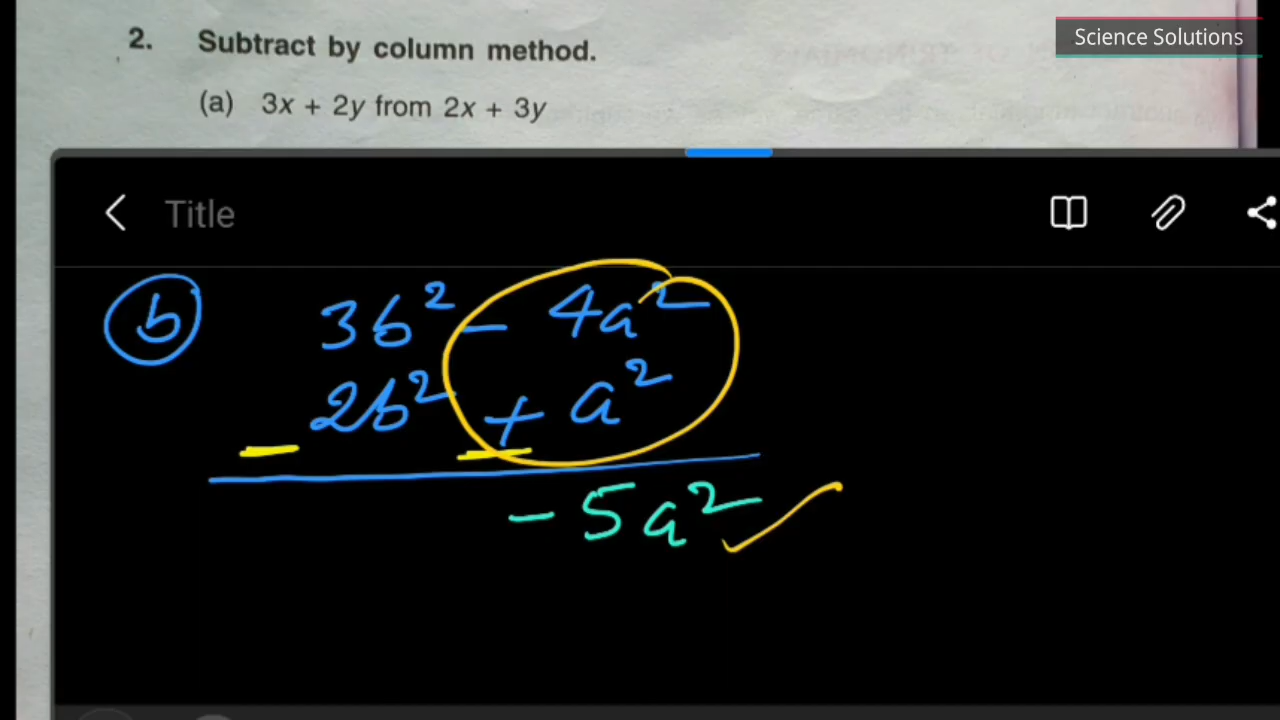 2. Subtract by column method.
Science Solutions
(a) 3x + 2y from 2x + 3y
Title
b 3b² - 4a²
2b² + a²
- -
- 5a²